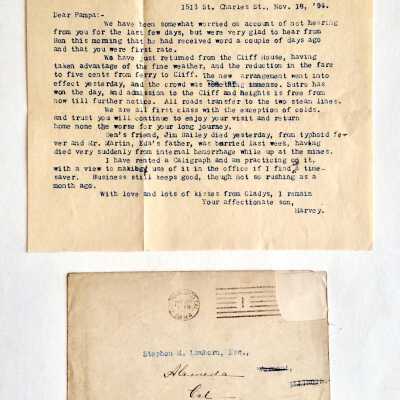 1513 St. Charles St., Nov. 18, '94.
Dear Pampa:-
We have been somewhat worried on account of not hearing
from you for the last few days, but were very glad to hear from
Ben this morning that he had received word a couple of days ago
and that you were first rate.
We have just returned from the Cliff House, having
taken advantage of the fine weather, and the reduction in the fare
to five cents from ferry to Cliff. The new arrangement went into
effect yesterday, and the crowd was immense. Sutro has
won the day, and admission to the Cliff and heights is free from
now till further notice. All roads transfer to the two steam lines.
We are all first class with the exception of colds.
And trust you will continue to enjoy your visit and return
home none the worse for your long journey.
Ben's friend, Jim Bailey died yesterday, from typhoid fe-
ver and Mr. Martin, Eda's father, was burried last week, having
died very suddenly from internal hemorrhage while up at the mines.
I have rented a Caligraph and am practicing on it,
with a view to making use of it in the office if I find a time-
saver. Business still keeps good, though not so rushing as a
month ago.
With love and lots of kisses from Gladys, I remain
Your affectionate son,
Harvey.
Stephen M. Esq.,
Alameda
Cal